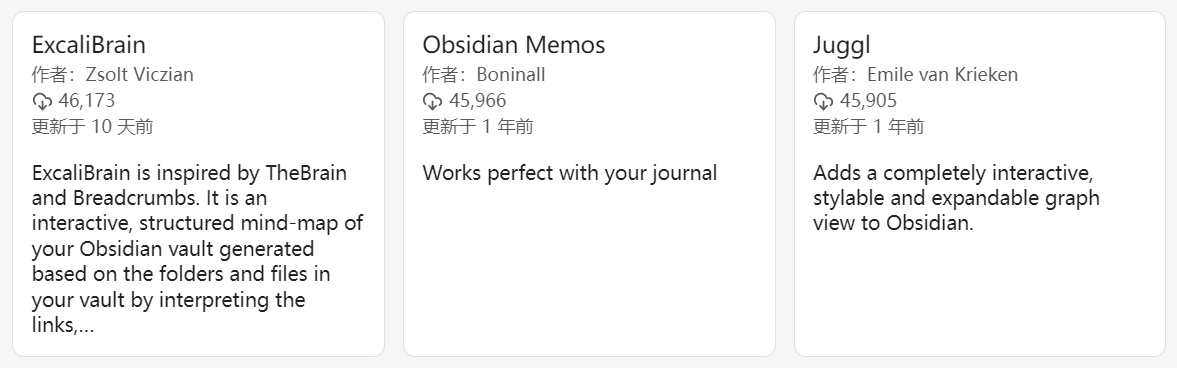 ExcaliBrain
作者：Zsolt Viczian
46,173
更新于 10 天前
ExcaliBrain is inspired by TheBrain
and Breadcrumbs. It is an
interactive, structured mind-map of
your Obsidian vault generated
based on the folders and files in
your vault by interpreting the
links,...
Obsidian Memos
作者：Boninall
45,966
更新于 1 年前
Works perfect with your journal
Juggl
作者：Emile van Krieken
45,905
更新于 1 年前
Adds a completely interactive,
stylable and expandable graph
view to Obsidian.